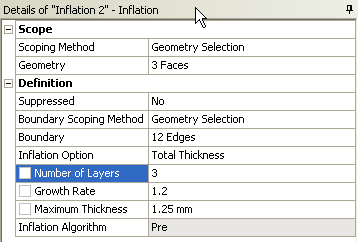 Details of "Inflation 2" - Inflation
Scope
Scoping Method Geometry Selection
Geometry 3 Faces
Definition
Suppressed No
Boundary Scoping Method Geometry Selection
Boundary 12 Edges
Inflation Option Total Thickness
Number of Layers 3
Growth Rate 1.2
Maximum Thickness 1.25 mm
Inflation Algorithm Pre